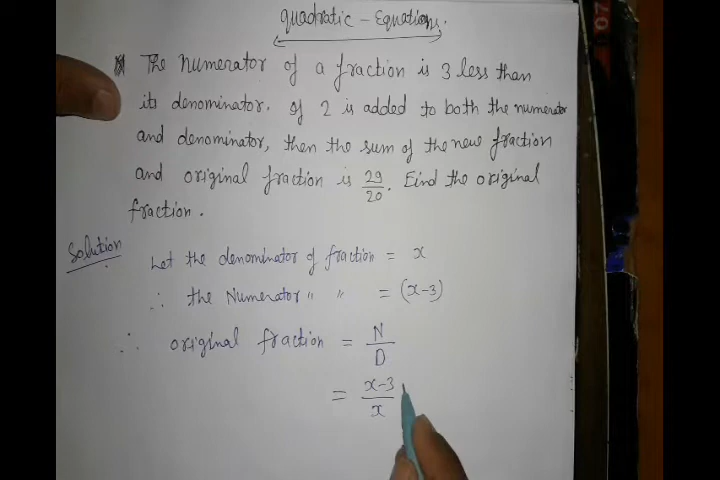 Quadratic - Equations.
The Numerator of a fraction is 3 less then
its denominator. If 2 is added to both the numerator
and denominator, then the sum of the new fraction
and original fraction is 29/20. Find the original
fraction.
Solution
Let the denominator of fraction = x
∴ the Numerator " " = (x-3)
∴ original fraction = N/D
= x-3/x
07